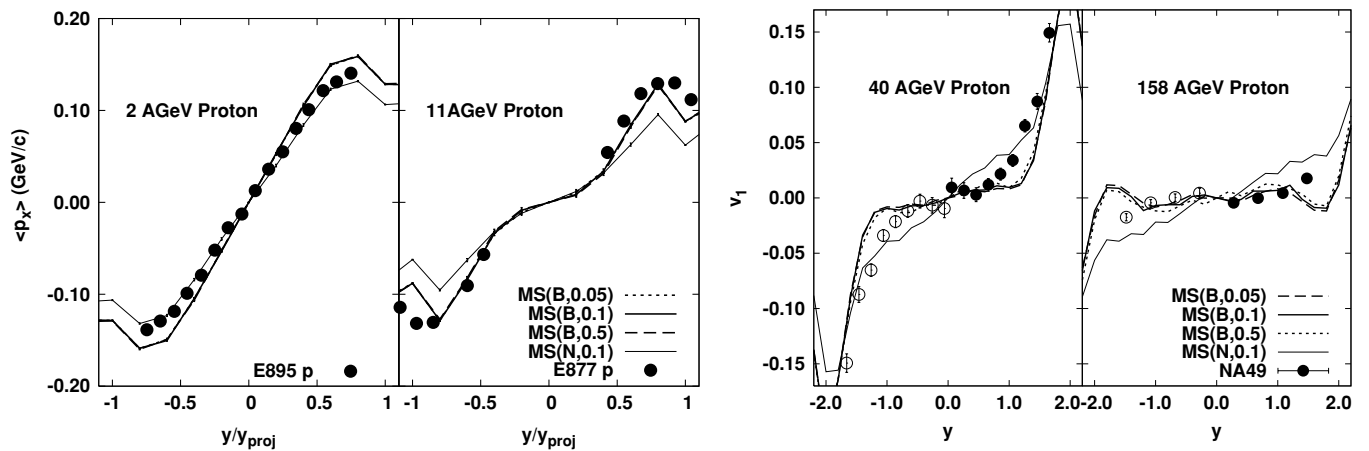 0.20
0.10
0.00
-0.10
-0.20
<p_x> (GeV/c)
2 AGeV Proton
11AGeV Proton
MS(B,0.05)
MS(B,0.1)
MS(B,0.5)
MS(N,0.1)
E895 p
E877 p
-1 -0.5 0 0.5 1
-1 -0.5 0 0.5 1
y/y_proj
y/y_proj
0.15
0.10
0.05
0.00
-0.05
-0.10
-0.15
v_1
40 AGeV Proton
158 AGeV Proton
MS(B,0.05)
MS(B,0.1)
MS(B,0.5)
MS(N,0.1)
NA49
-2.0 -1.0 0.0 1.0 2.0
-2.0 -1.0 0.0 1.0 2.0
y
y